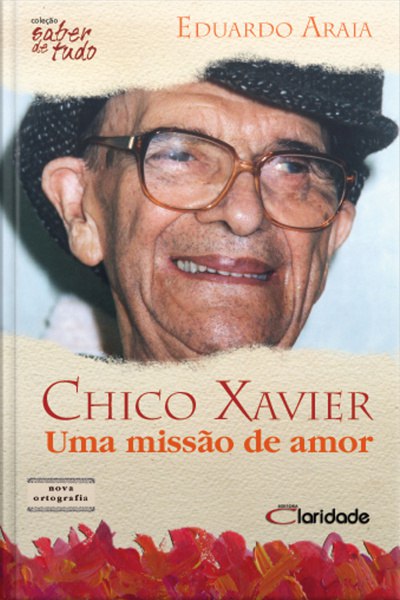 coleção
saber
de
tudo
EDUARDO ARAIA
CHICO XAVIER
Uma missão de amor
nova
ortografia
EDITORA
Claridade